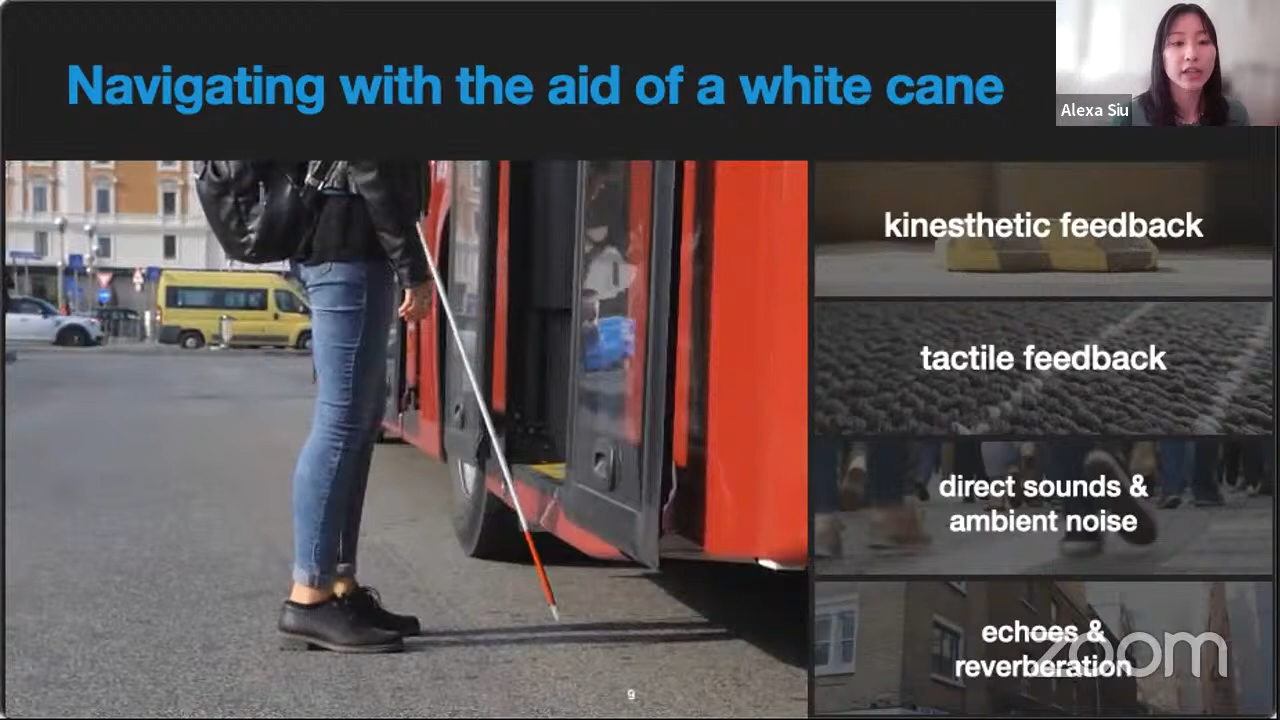 Navigating with the aid of a white cane
Alexa Siu
kinesthetic feedback
tactile feedback
direct sounds &
ambient noise
echoes &
reverberation
zoom
9